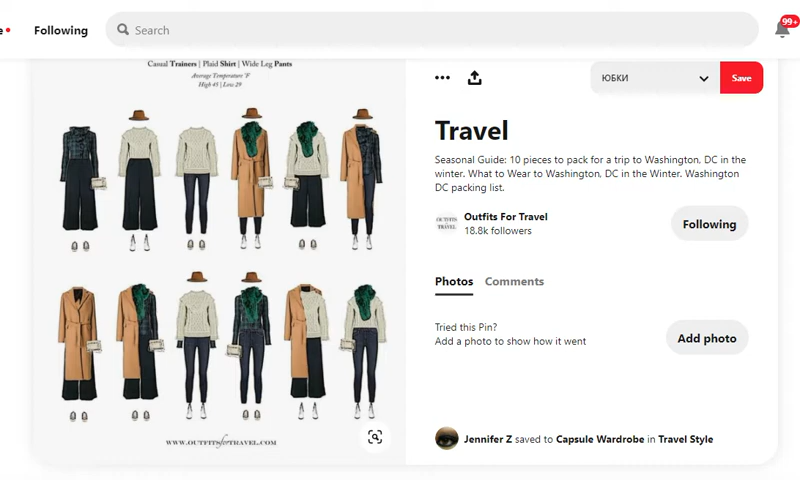 e
Following
Search
99+
Casual Trainers | Plaid Shirt | Wide Leg Pants
Average Temperature °F
High 45 | Low 29
ЮБКИ
Save
Travel
Seasonal Guide: 10 pieces to pack for a trip to Washington, DC in the
winter. What to Wear to Washington, DC in the Winter. Washington
DC packing list.
OUTFITS
for
TRAVEL
Outfits For Travel
18.8k followers
Following
Photos
Comments
Tried this Pin?
Add a photo to show how it went
Add photo
Jennifer Z saved to Capsule Wardrobe in Travel Style
WWW.OUTFITSforTRAVEL.COM